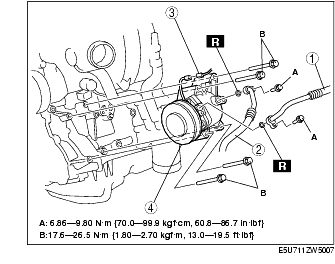 3
B
R
1
A
A
2
R
B
4
A: 6.86—9.80 N·m {70.0—99.9 kgf·cm, 60.8—86.7 in·lbf}
B:17.6—26.5 N·m {1.80—2.70 kgf·m, 13.0—19.5 ft·lbf}
E5U711ZW5007